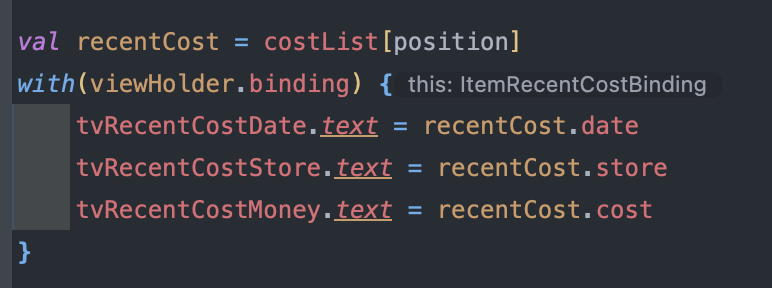 val recentCost = costList[position]
with(viewHolder.binding) { this: ItemRecentCostBinding
tvRecentCostDate.text = recentCost.date
tvRecentCostStore.text = recentCost.store
tvRecentCostMoney.text = recentCost.cost
}